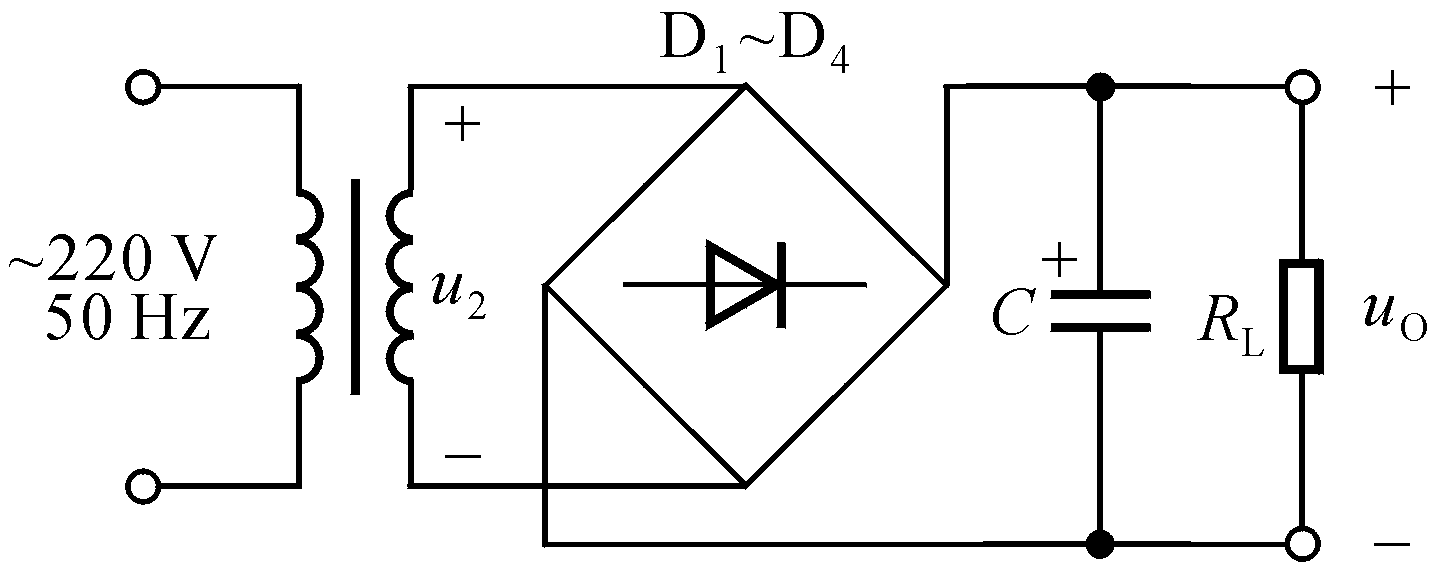 D₁~D₄
+
+
~220 V
50 Hz
u₂
+
C
R_L
u_O
−
−